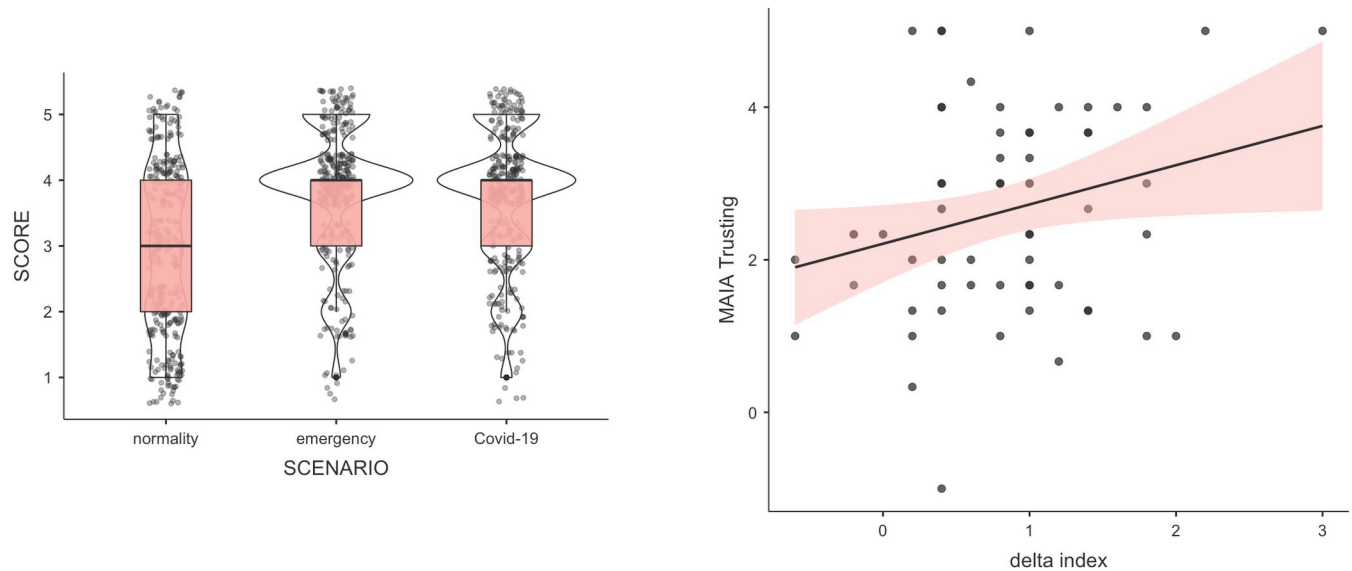 5
4
3
2
1
SCORE
normality emergency Covid-19
SCENARIO
4
2
0
MAIA Trusting
0 1 2 3
delta index